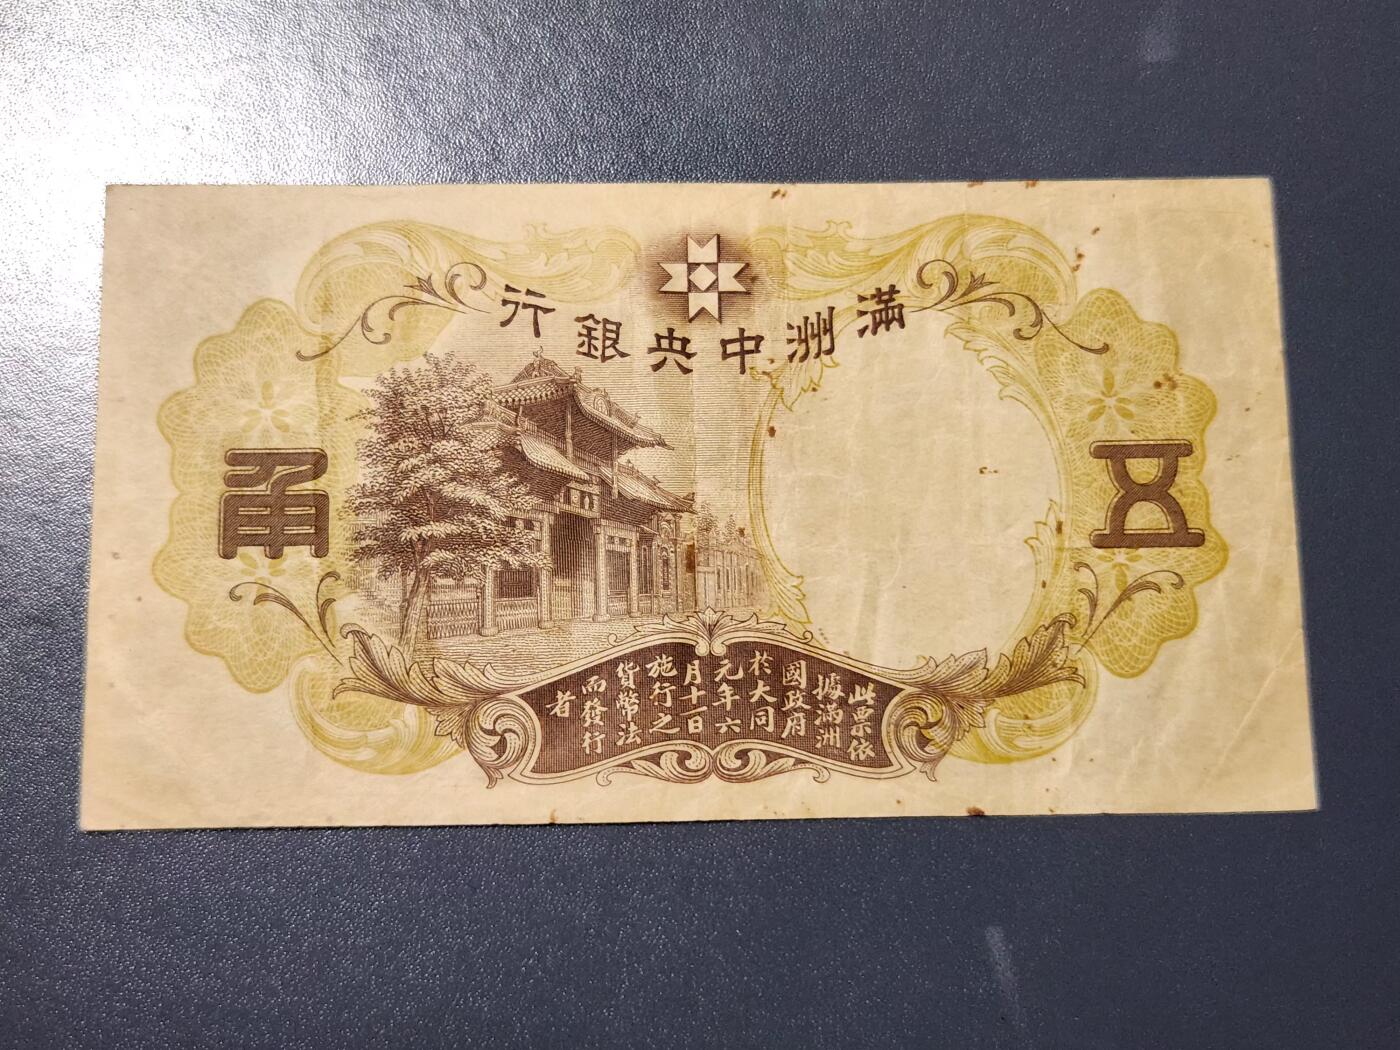 滿洲中央銀行
五角
此票依
據滿洲
國政府
於大同
元年六
月十一日
施行之
貨幣法
而發行
者